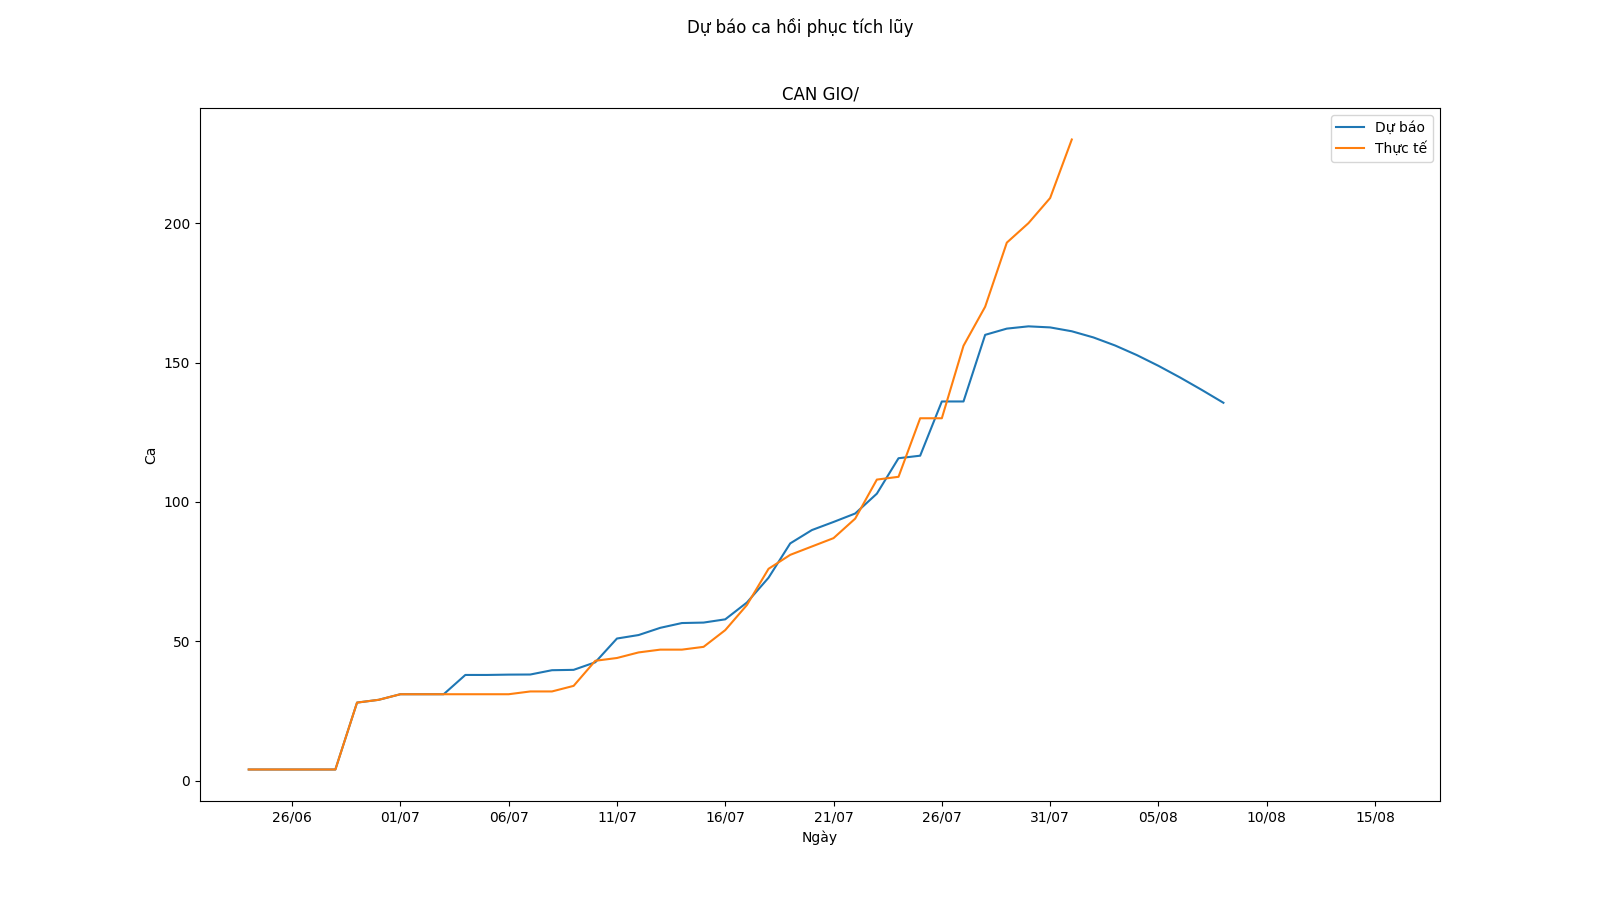 Dự báo ca hồi phục tích lũy
CAN GIO/
Dự báo
Thực tế
200
150
100
50
0
Ca
26/06 01/07 06/07 11/07 16/07 21/07 26/07 31/07 05/08 10/08 15/08
Ngày